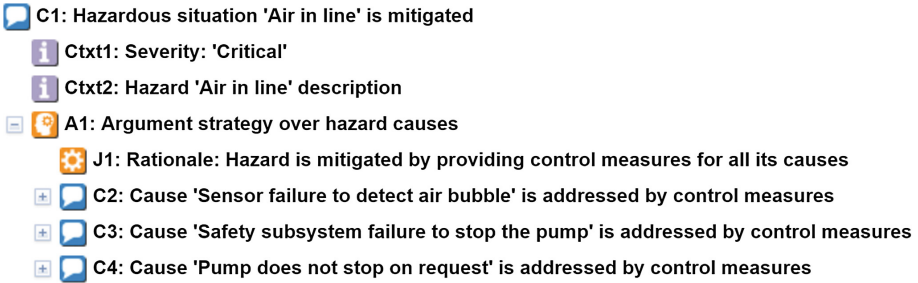 C1: Hazardous situation 'Air in line' is mitigated
Ctxt1: Severity: 'Critical'
Ctxt2: Hazard 'Air in line' description
A1: Argument strategy over hazard causes
J1: Rationale: Hazard is mitigated by providing control measures for all its causes
C2: Cause 'Sensor failure to detect air bubble' is addressed by control measures
C3: Cause 'Safety subsystem failure to stop the pump' is addressed by control measures
C4: Cause 'Pump does not stop on request' is addressed by control measures